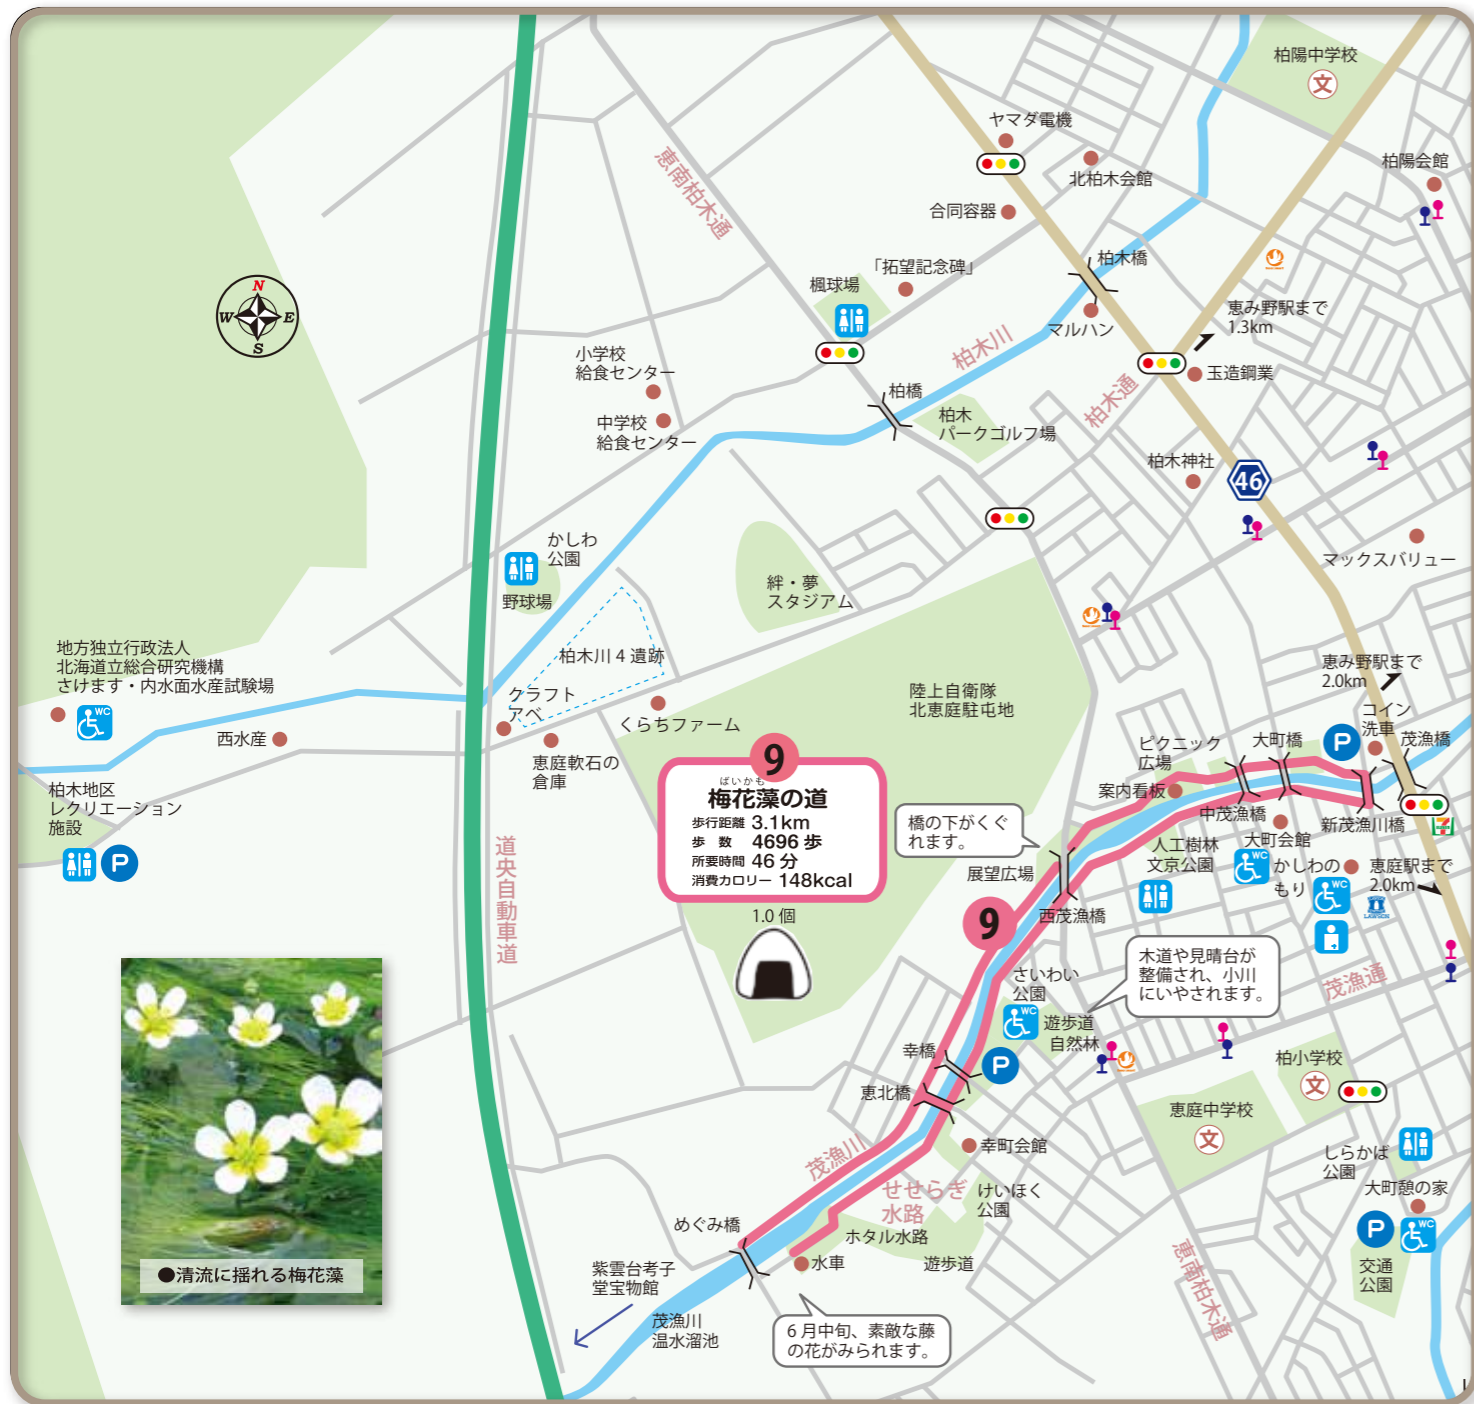 柏陽中学校
文
ヤマダ電機
北柏木会館
柏陽会館
恵南柏木通
合同容器
「拓望記念碑」
楓球場
柏木橋
N
W
E
S
マルハン
恵み野駅まで
1.3km
柏木川
小学校
給食センター
玉造鋼業
柏橋
柏木通
中学校
給食センター
柏木
パークゴルフ場
柏木神社
46
かしわ
公園
マックスバリュー
野球場
絆・夢
スタジアム
地方独立行政法人
北海道立総合研究機構
さけます・内水面水産試験場
WC
柏木川４遺跡
恵み野駅まで
2.0km
クラフト
アベ
くらちファーム
陸上自衛隊
北恵庭駐屯地
西水産
恵庭軟石の
倉庫
コイン
洗車
茂漁橋
ピクニック
広場
大町橋
P
柏木地区
レクリエーション
施設
P
9
ばいかも
梅花藻の道
歩行距離 3.1km
歩　数 4696 歩
所要時間 46 分
消費カロリー 148kcal
1.0 個
案内看板
中茂漁橋
新茂漁川橋
橋の下がくぐ
れます。
道央自動車道
人工樹林
文京公園
大町会館
WC
かしわの
もり
WC
恵庭駅まで
2.0km
LAWSON
展望広場
西茂漁橋
9
木道や見晴台が
整備され、小川
にいやされます。
茂漁通
さいわい
公園
WC
遊歩道
自然林
幸橋
P
柏小学校
文
恵北橋
恵庭中学校
文
茂漁川
幸町会館
しらかば
公園
せせらぎ
水路
けいほく
公園
大町憩の家
めぐみ橋
ホタル水路
P
WC
水車
遊歩道
交通
公園
紫雲台考子
堂宝物館
恵南柏木通
茂漁川
温水溜池
6 月中旬、素敵な藤
の花がみられます。
●清流に揺れる梅花藻